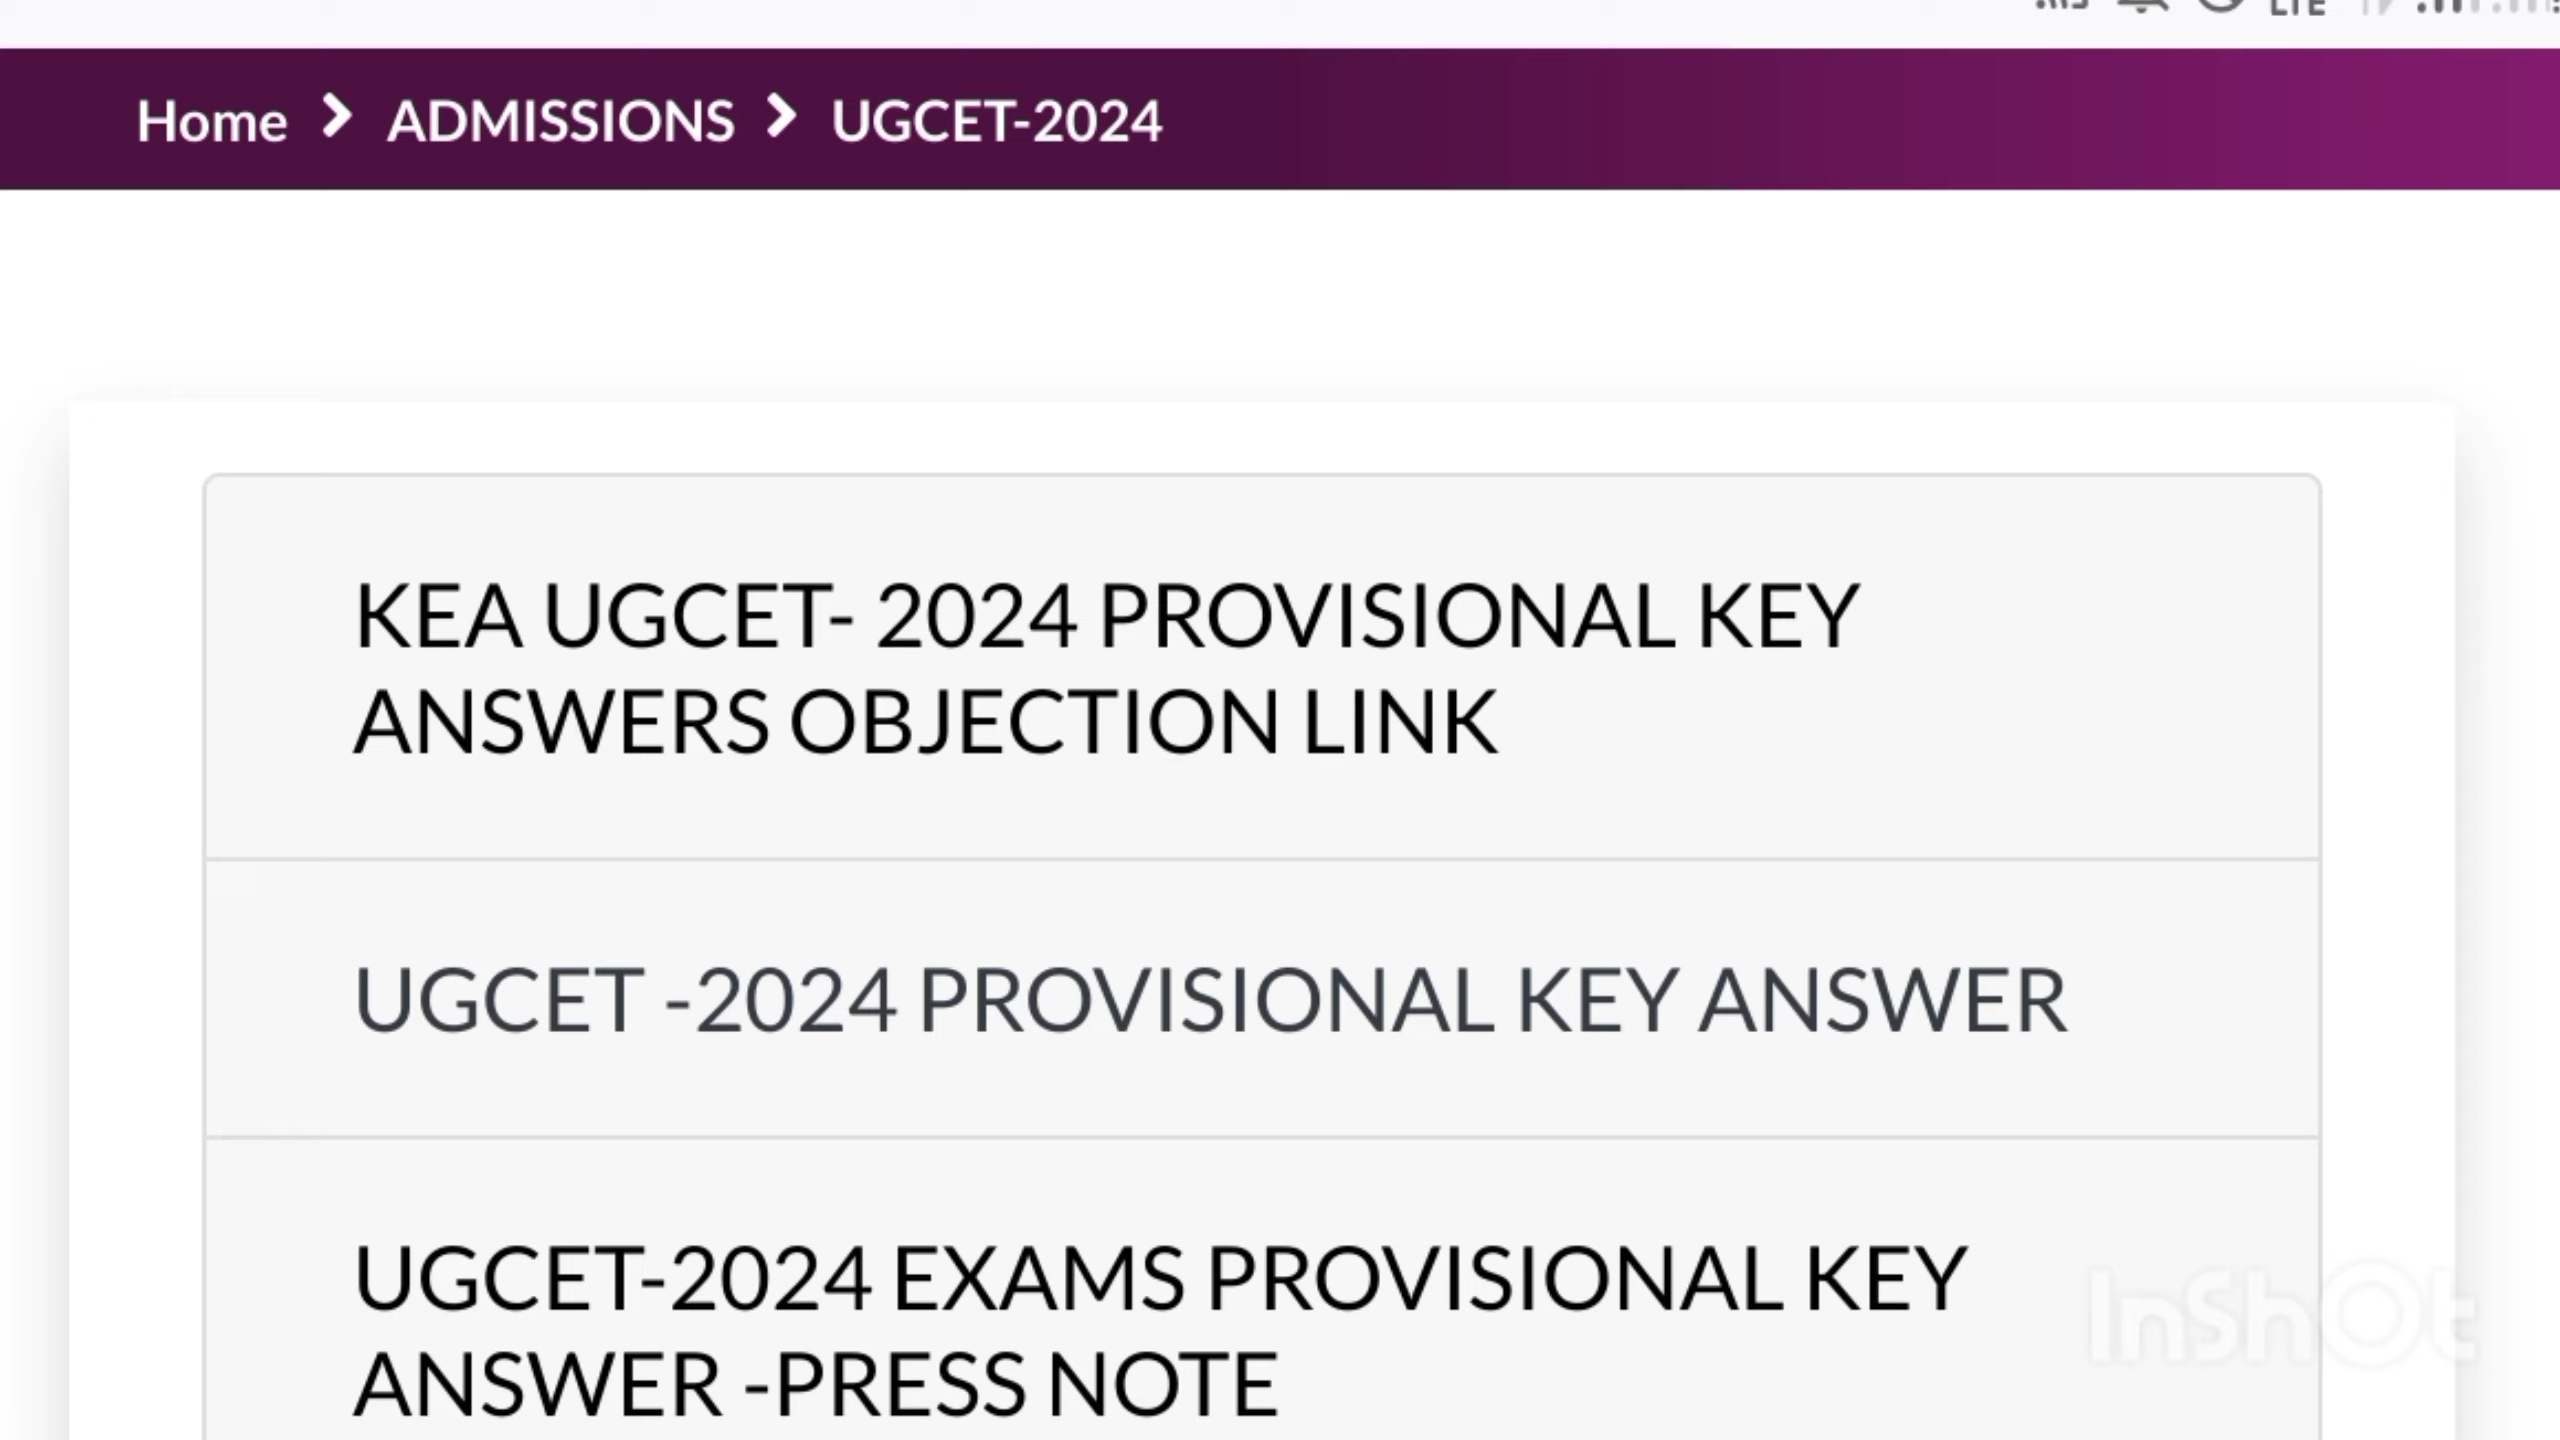 LTE
Home > ADMISSIONS > UGCET-2024
KEA UGCET- 2024 PROVISIONAL KEY
ANSWERS OBJECTION LINK
UGCET -2024 PROVISIONAL KEY ANSWER
UGCET-2024 EXAMS PROVISIONAL KEY
ANSWER -PRESS NOTE
InShOt